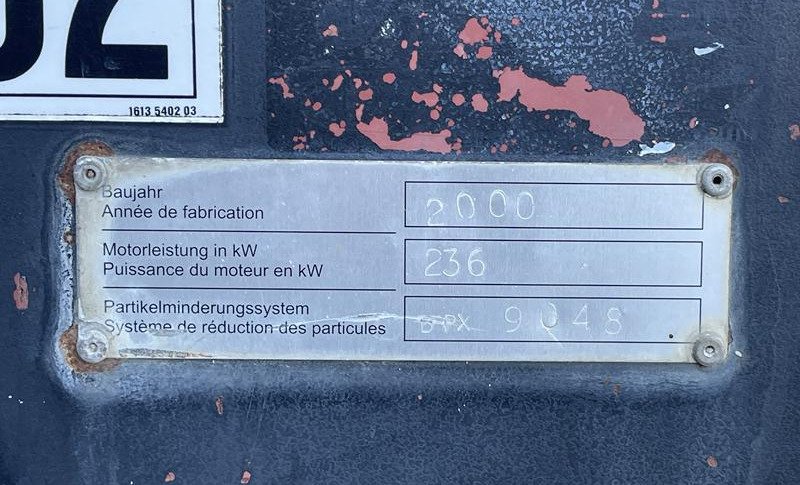 02
1613 5402 03
Baujahr
Année de fabrication
2000
Motorleistung in kW
Puissance du moteur en kW
236
Partikelminderungssystem
Système de réduction des particules
9048